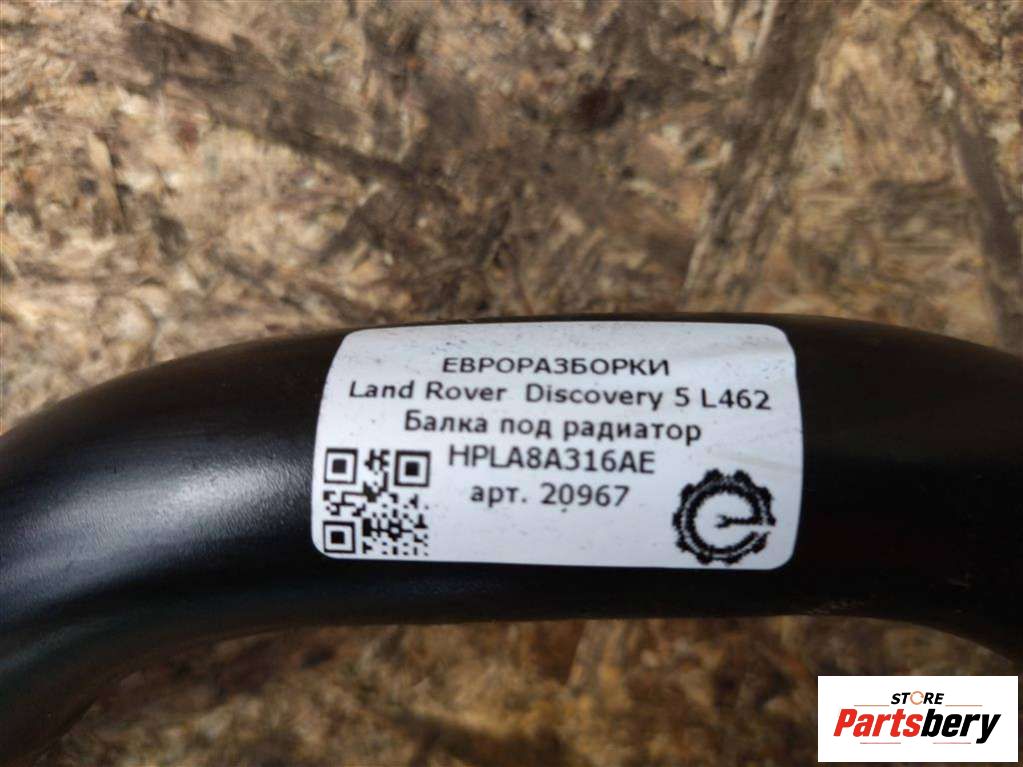 ЕВРОРАЗБОРКИ
Land Rover Discovery 5 L462
Балка под радиатор
HPLA8A316AE
арт. 20967
STORE
Partsbery